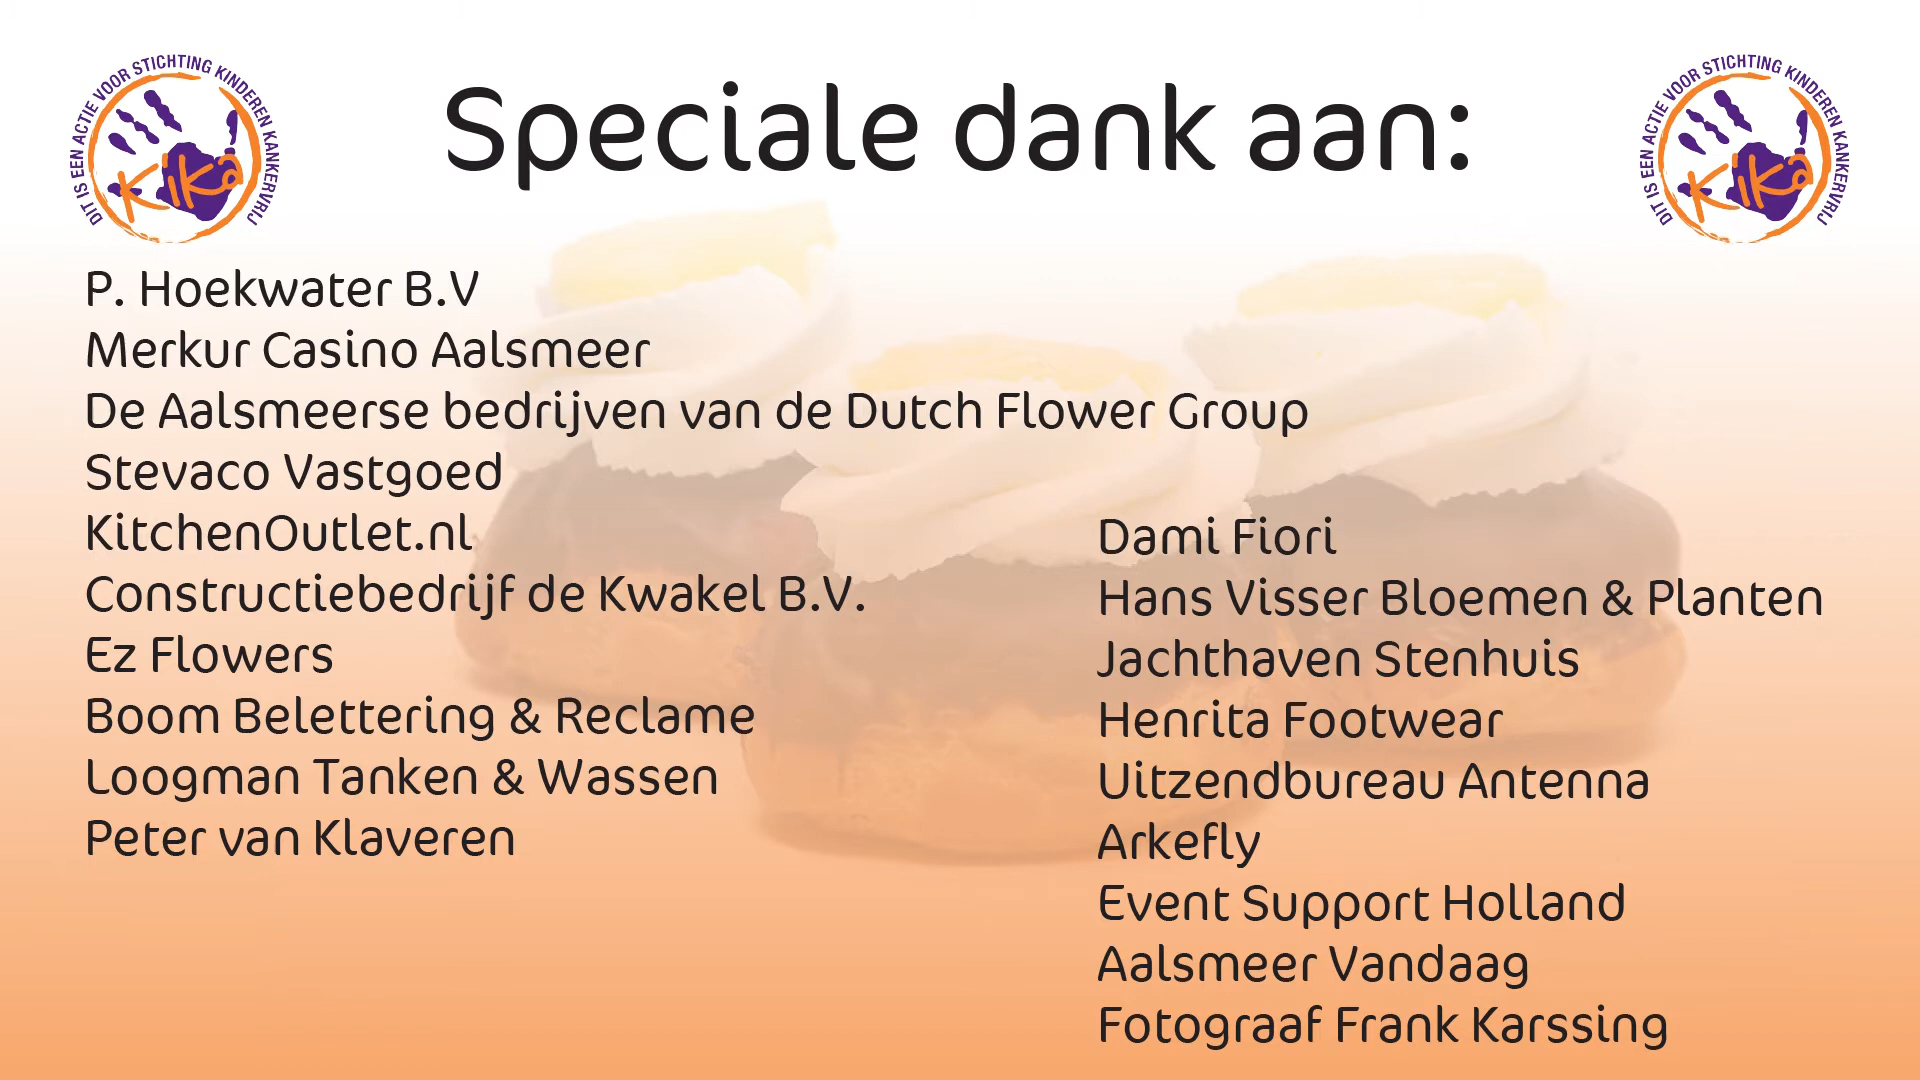 Speciale dank aan:
DIT IS EEN ACTIE VOOR STICHTING KINDEREN KANKERVRIJ
KiKa
DIT IS EEN ACTIE VOOR STICHTING KINDEREN KANKERVRIJ
KiKa
P. Hoekwater B.V
Merkur Casino Aalsmeer
De Aalsmeerse bedrijven van de Dutch Flower Group
Stevaco Vastgoed
KitchenOutlet.nl
Constructiebedrijf de Kwakel B.V.
Ez Flowers
Boom Belettering & Reclame
Loogman Tanken & Wassen
Peter van Klaveren
Dami Fiori
Hans Visser Bloemen & Planten
Jachthaven Stenhuis
Henrita Footwear
Uitzendbureau Antenna
Arkefly
Event Support Holland
Aalsmeer Vandaag
Fotograaf Frank Karssing